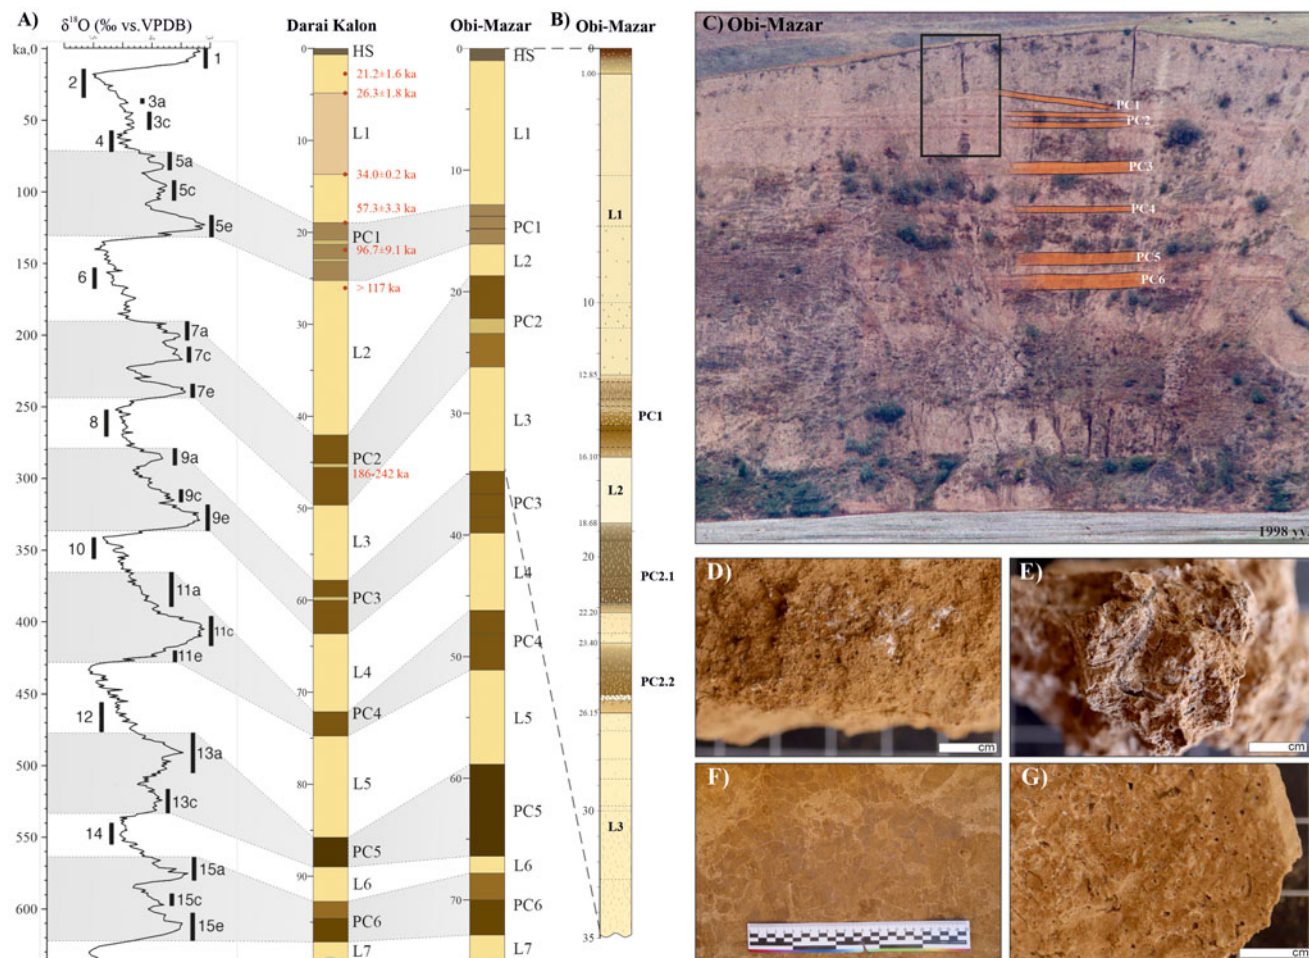 A)
δ18O (‰ vs.VPDB)
ka,0
50
100
150
200
250
300
350
400
450
500
550
600
1
2
3a
3c
4
5a
5c
5e
6
7a
7c
7e
8
9a
9c
9e
10
11a
11c
11e
12
13a
13c
14
15a
15c
15e
Darai Kalon
HS
0
21.2±1.6 ka
26.3±1.8 ka
L1
10
34.0±0.2 ka
57.3±3.3 ka
20
PC1
96.7±9.1 ka
> 117 ka
30
L2
40
PC2
186-242 ka
50
L3
PC3
60
L4
70
PC4
80
L5
PC5
90
L6
PC6
L7
Obi-Mazar
0
HS
L1
10
PC1
L2
20
PC2
L3
30
PC3
40
L4
PC4
50
L5
60
PC5
L6
70
PC6
L7
B)
Obi-Mazar
0
1.00
L1
10
12.85
PC1
16.10
L2
18.68
20
PC2.1
22.20
23.40
PC2.2
26.15
30
L3
35
C) Obi-Mazar
PC1
PC2
PC3
PC4
PC5
PC6
1998 yy.
D)
cm
E)
cm
F)
G)
cm